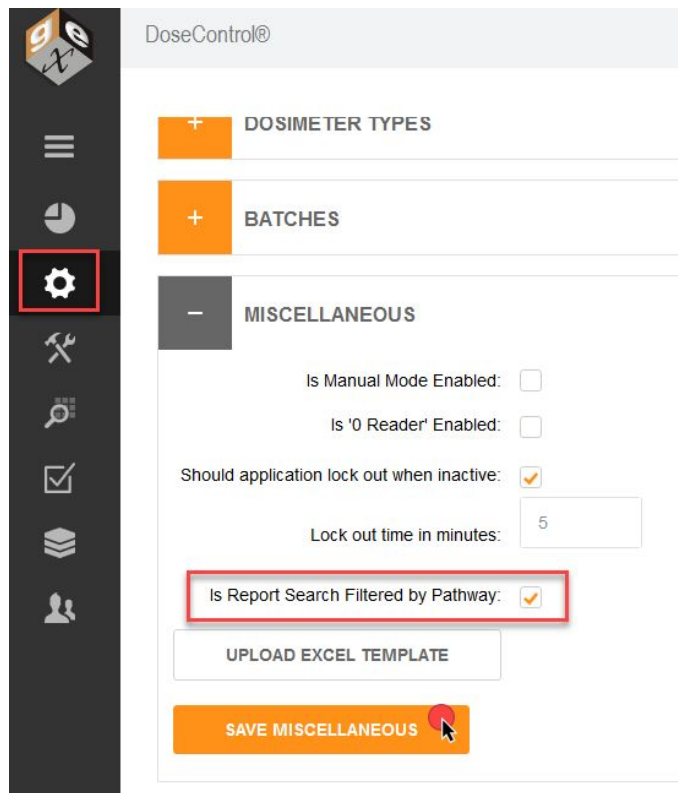 gex
DoseControl®
+ DOSIMETER TYPES
+ BATCHES
− MISCELLANEOUS
Is Manual Mode Enabled:
Is '0 Reader' Enabled:
Should application lock out when inactive:
Lock out time in minutes: 5
Is Report Search Filtered by Pathway:
UPLOAD EXCEL TEMPLATE
SAVE MISCELLANEOUS